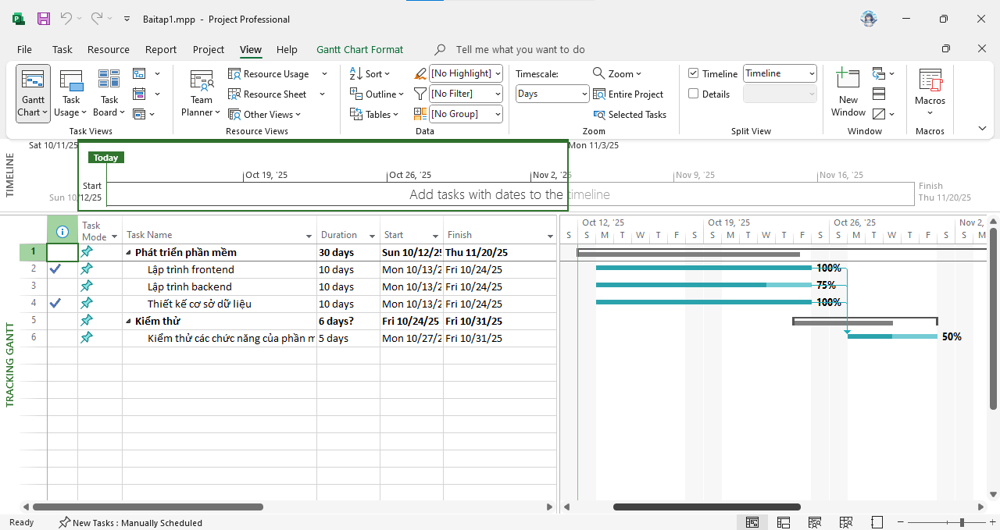 Baitap1.mpp - Project Professional
File Task Resource Report Project View Help Gantt Chart Format Tell me what you want to do
Gantt Chart
Task Usage
Task Board
Task Views
Team Planner
Resource Usage
Resource Sheet
Other Views
Resource Views
Sort
Outline
Tables
[No Highlight]
[No Filter]
[No Group]
Data
Timescale:
Days
Zoom
Entire Project
Selected Tasks
Zoom
Timeline Timeline
Details
Split View
New Window
Window
Macros
Macros
TIMELINE
Sat 10/11/25 Mon 11/3/25
Today
Oct 19, '25 Oct 26, '25 Nov 2, '25 Nov 9, '25 Nov 16, '25
Start
Sun 10/12/25
Add tasks with dates to the timeline
Finish
Thu 11/20/25
TRACKING GANTT
Task Mode Task Name Duration Start Finish
1 Phát triển phần mềm 30 days Sun 10/12/25 Thu 11/20/25
2 Lập trình frontend 10 days Mon 10/13/2 Fri 10/24/25
3 Lập trình backend 10 days Mon 10/13/2 Fri 10/24/25
4 Thiết kế cơ sở dữ liệu 10 days Mon 10/13/2 Fri 10/24/25
5 Kiểm thử 6 days? Fri 10/24/25 Fri 10/31/25
6 Kiểm thử các chức năng của phần m 5 days Mon 10/27/2 Fri 10/31/25
Oct 12, '25 Oct 19, '25 Oct 26, '25 Nov 2,
S S M T W T F S S M T W T F S S M T W T F S S M
100%
75%
100%
50%
Ready New Tasks : Manually Scheduled